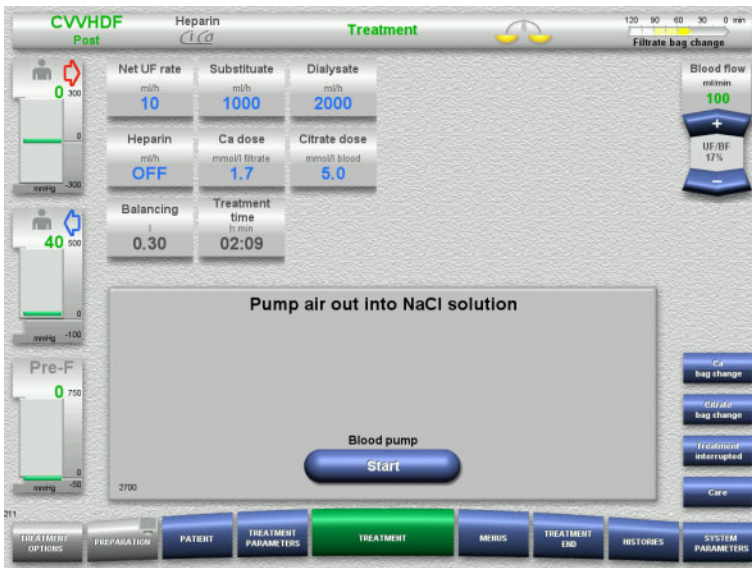 CVVHDF
Post
Heparin
CiCa
Treatment
120 90 60 30 0 min
Filtrate bag change
0 300
0
mmHg -300
40 500
0
mmHg -100
Pre-F
0 750
0
mmHg -50
Net UF rate
ml/h
10
Substituate
ml/h
1000
Dialysate
ml/h
2000
Heparin
ml/h
OFF
Ca dose
mmol/l filtrate
1.7
Citrate dose
mmol/l blood
5.0
Balancing
l
0.30
Treatment
time
h:min
02:09
Blood flow
ml/min
100
+
UF/BF
17%
−
Pump air out into NaCl solution
Blood pump
Start
2700
Ca
bag change
Citrate
bag change
Treatment
interrupted
Care
211
TREATMENT
OPTIONS
PREPARATION
PATIENT
TREATMENT
PARAMETERS
TREATMENT
MENUS
TREATMENT
END
HISTORIES
SYSTEM
PARAMETERS